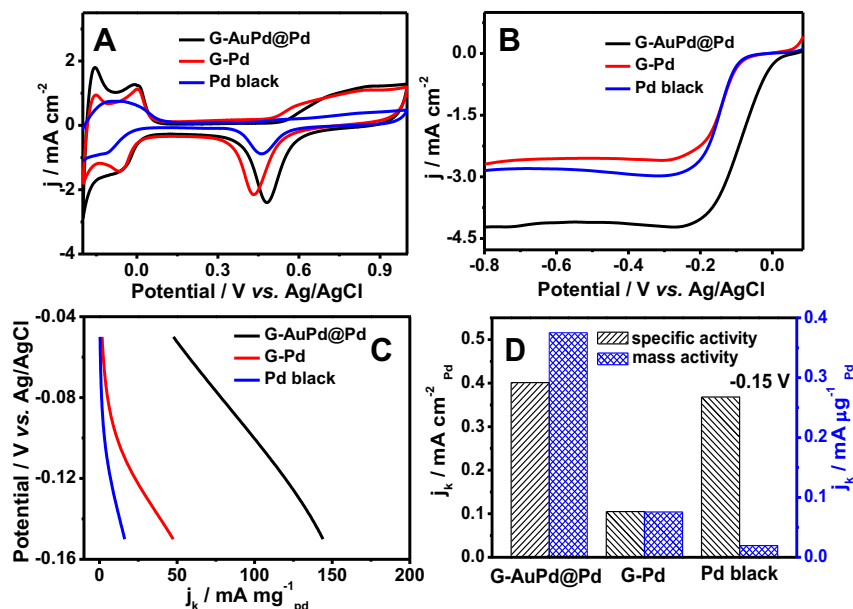 A
G-AuPd@Pd
G-Pd
Pd black
j / mA cm-2
2
0
-2
-4
0.0
0.3
0.6
0.9
Potential / V vs. Ag/AgCl
B
G-AuPd@Pd
G-Pd
Pd black
j / mA cm-2
0.0
-1.5
-3.0
-4.5
-0.8
-0.6
-0.4
-0.2
0.0
Potential / V vs. Ag/AgCl
C
G-AuPd@Pd
G-Pd
Pd black
Potential / V vs. Ag/AgCl
-0.04
-0.08
-0.12
-0.16
0
50
100
150
200
jk / mA mg-1pd
D
specific activity
mass activity
-0.15 V
jk / mA cm-2Pd
0.5
0.4
0.3
0.2
0.1
0.0
G-AuPd@Pd
G-Pd
Pd black
0.4
0.3
0.2
0.1
0.0
jk / mA µg-1Pd